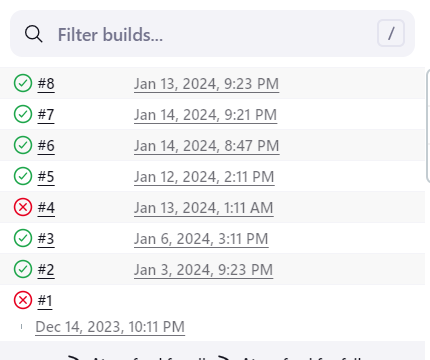 Filter builds... /
#8 Jan 13, 2024, 9:23 PM
#7 Jan 14, 2024, 9:21 PM
#6 Jan 14, 2024, 8:47 PM
#5 Jan 12, 2024, 2:11 PM
#4 Jan 13, 2024, 1:11 AM
#3 Jan 6, 2024, 3:11 PM
#2 Jan 3, 2024, 9:23 PM
#1
Dec 14, 2023, 10:11 PM